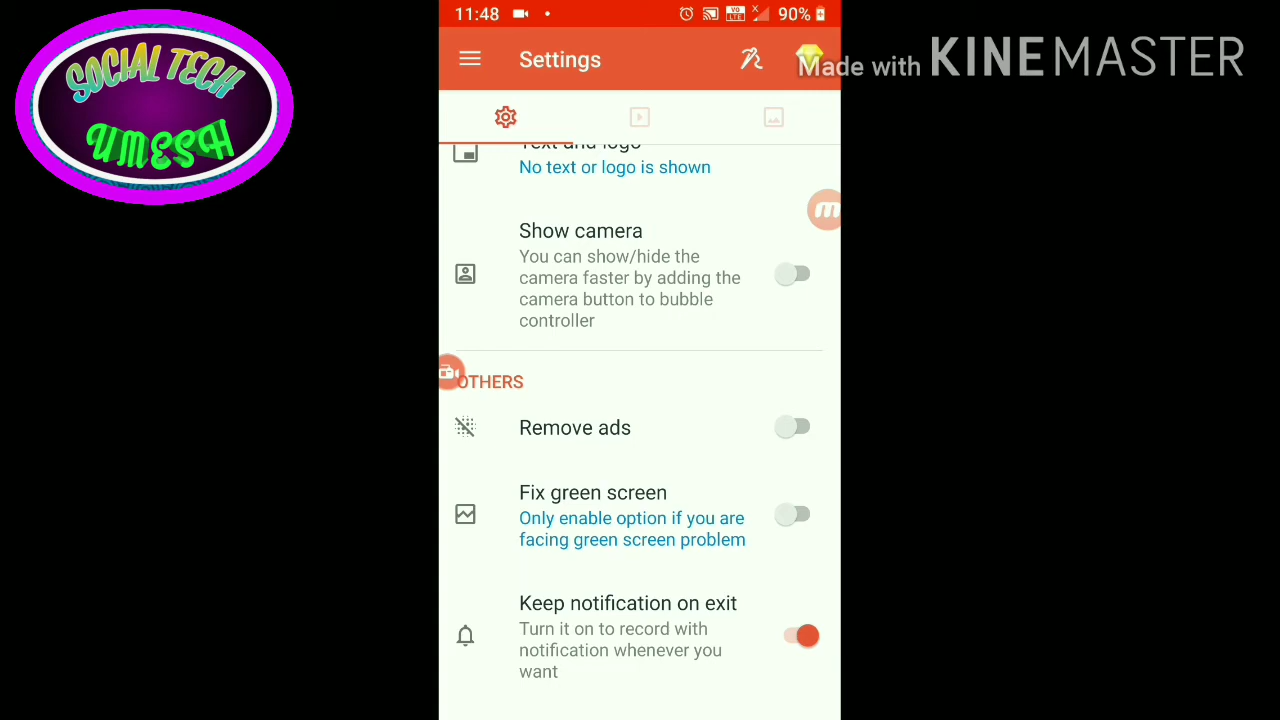 SOCIAL TECH
UMESH
11:48
VO
LTE
90%
Settings
Made with KINEMASTER
Text and logo
No text or logo is shown
Show camera
You can show/hide the
camera faster by adding the
camera button to bubble
controller
OTHERS
Remove ads
Fix green screen
Only enable option if you are
facing green screen problem
Keep notification on exit
Turn it on to record with
notification whenever you
want